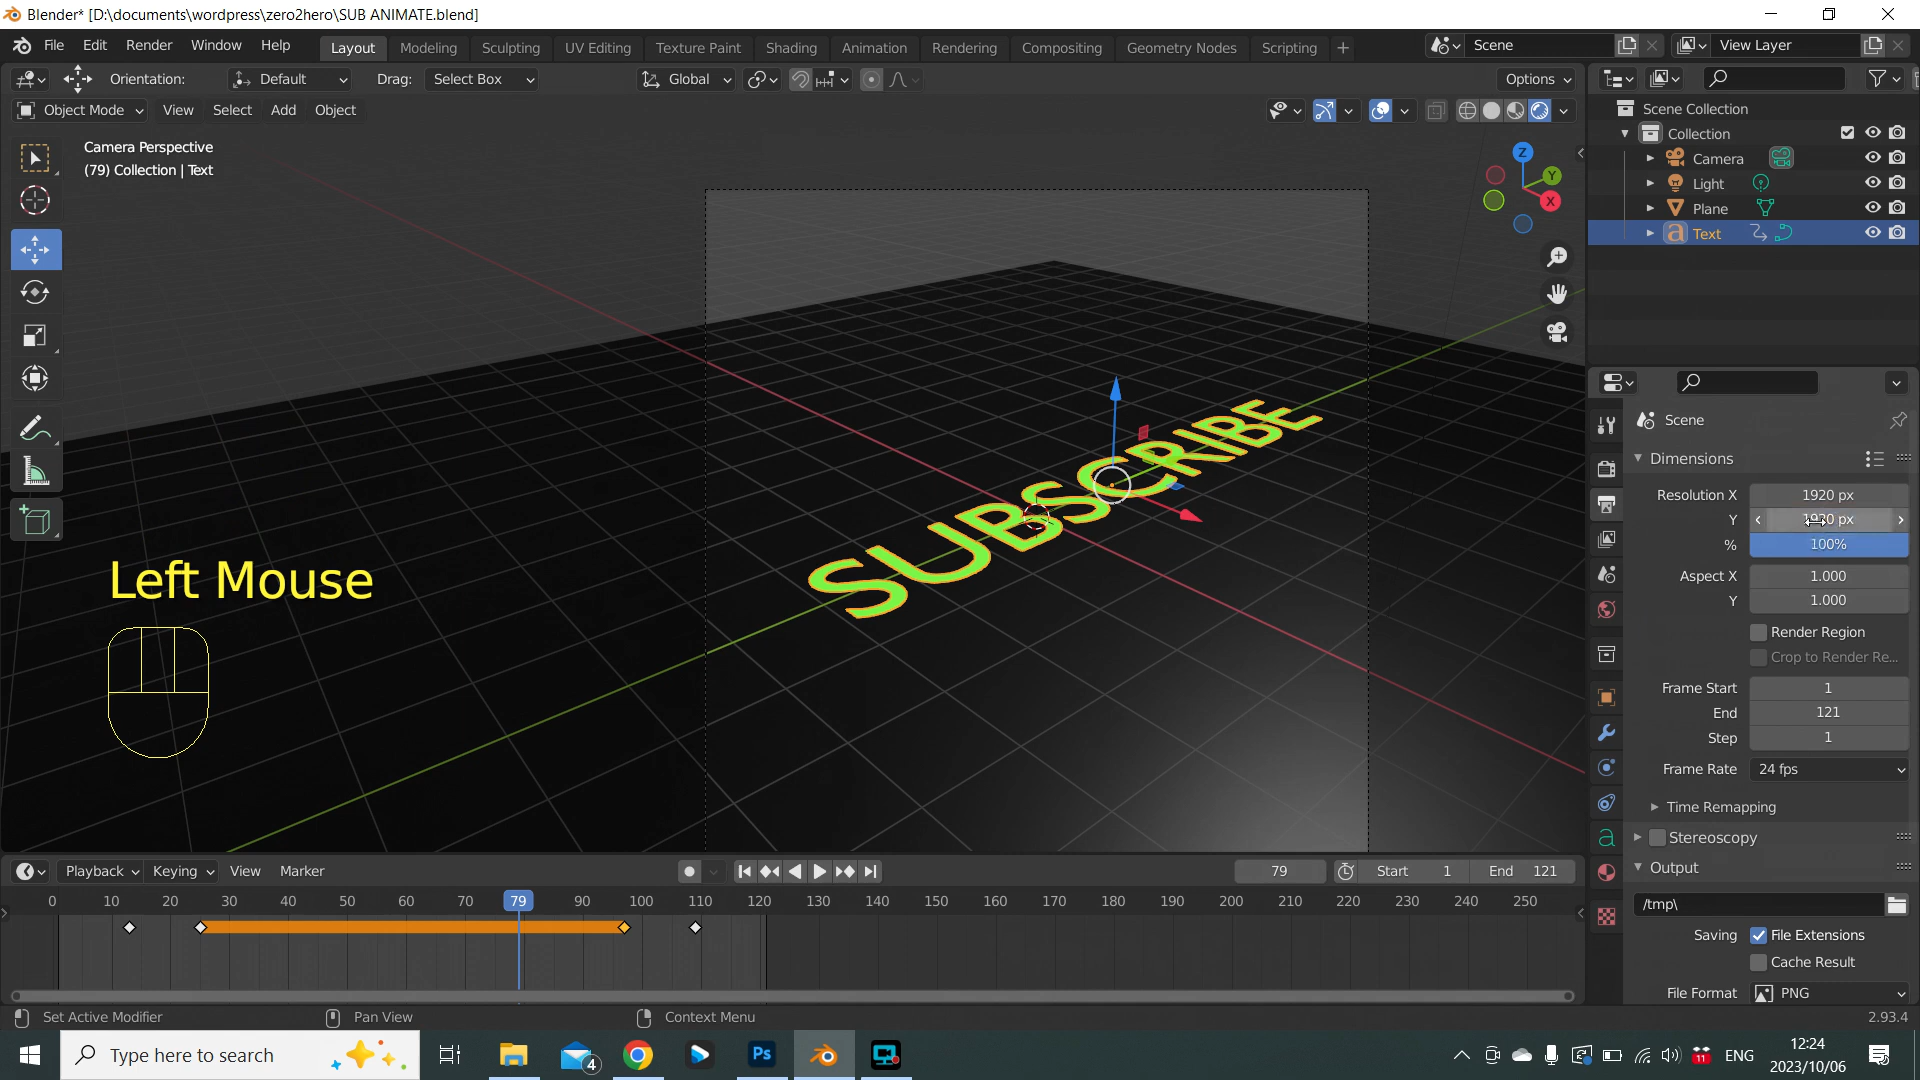 Blender* [D:\documents\wordpress\zero2hero\SUB ANIMATE.blend]
File Edit Render Window Help Layout Modeling Sculpting UV Editing Texture Paint Shading Animation Rendering Compositing Geometry Nodes Scripting + Scene View Layer
Orientation: Default Drag: Select Box Global Options
Object Mode View Select Add Object
Scene Collection
Collection
Camera
Light
Plane
Text
Camera Perspective
(79) Collection | Text
Z
Y
X
SUBSCRIBE
Left Mouse
Scene
Dimensions
Resolution X 1920 px
Y 1920 px
% 100%
Aspect X 1.000
Y 1.000
Render Region
Crop to Render Re...
Frame Start 1
End 121
Step 1
Frame Rate 24 fps
Time Remapping
Stereoscopy
Output
/tmp\
Saving File Extensions
Cache Result
File Format PNG
Playback Keying View Marker 79 Start 1 End 121
0 10 20 30 40 50 60 70 79 90 100 110 120 130 140 150 160 170 180 190 200 210 220 230 240 250
Set Active Modifier Pan View Context Menu 2.93.4
Type here to search 4 Ps 11 ENG 12:24
2023/10/06